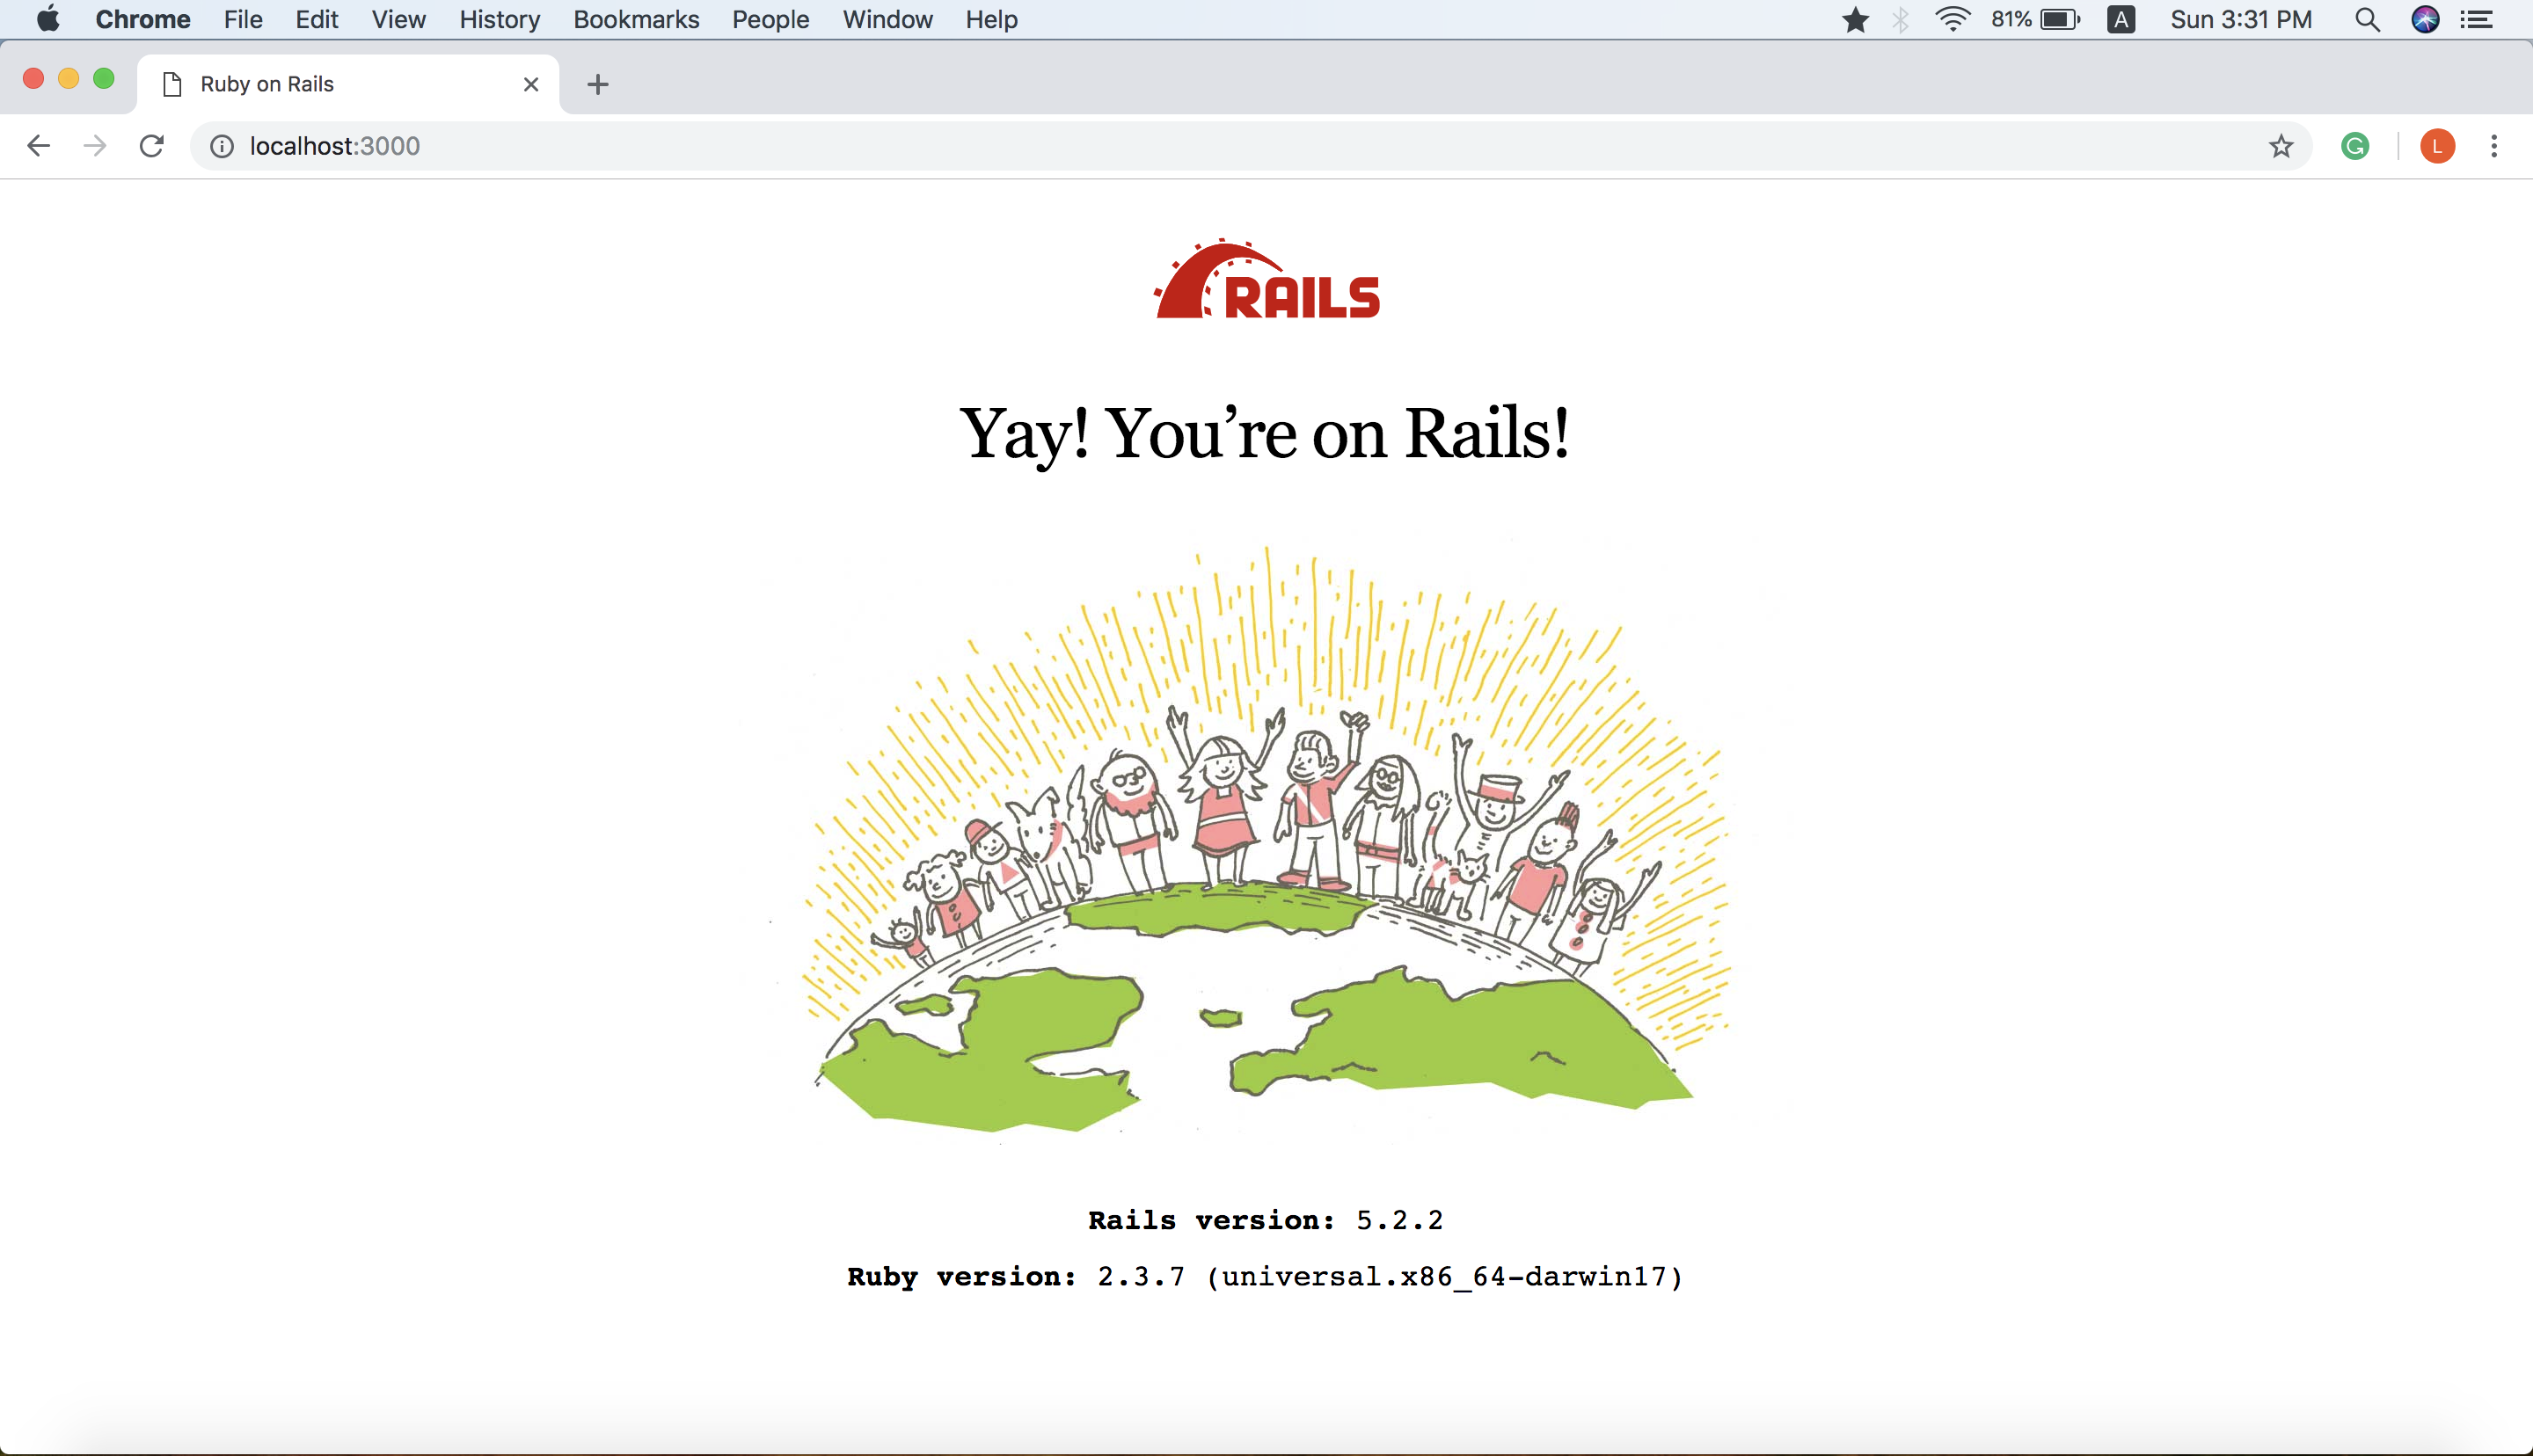 Chrome File Edit View History Bookmarks People Window Help 81% A Sun 3:31 PM
Ruby on Rails
localhost:3000 G L
RAILS
Yay! You’re on Rails!
Rails version: 5.2.2
Ruby version: 2.3.7 (universal.x86_64-darwin17)